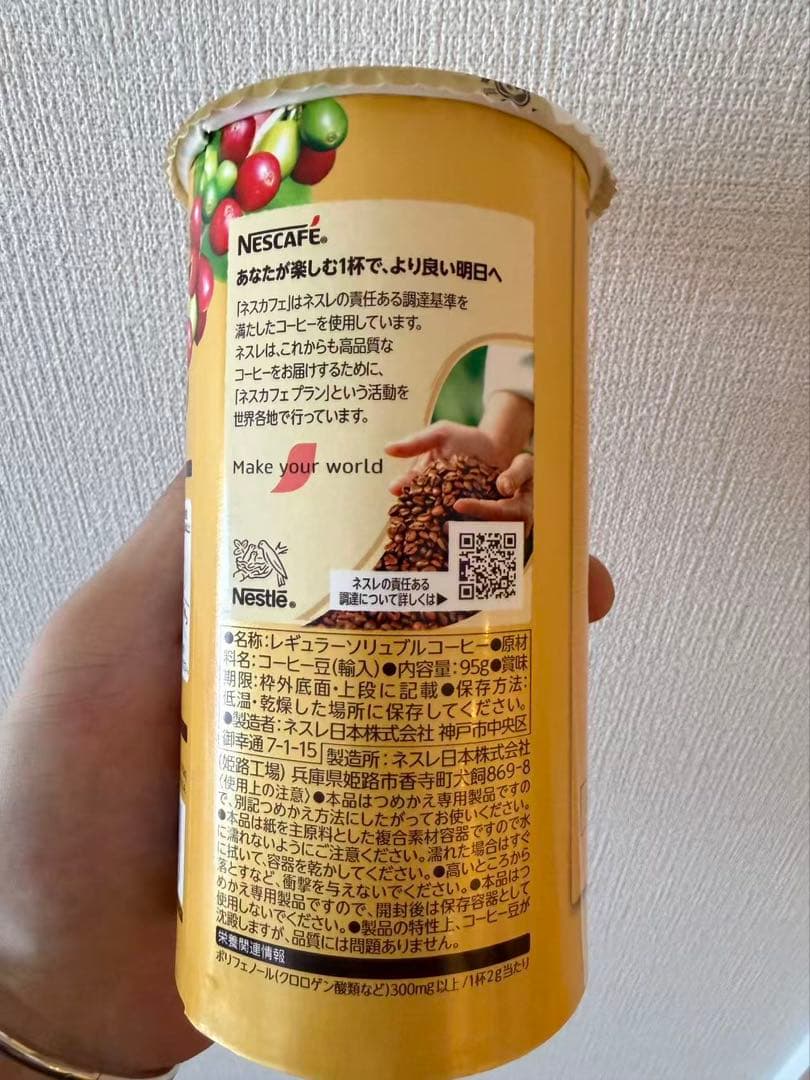 NESCAFÉ®
あなたが楽しむ1杯で、より良い明日へ
「ネスカフェ」はネスレの責任ある調達基準を
満たしたコーヒーを使用しています。
ネスレは、これからも高品質な
コーヒーをお届けするために、
「ネスカフェ プラン」という活動を
世界各地で行っています。
Make your world
Nestlē®
ネスレの責任ある
調達について詳しくは▶
●名称:レギュラーソリュブルコーヒー●原材
料名:コーヒー豆(輸入)●内容量:95g●賞味
期限:枠外底面・上段に記載●保存方法:
低温・乾燥した場所に保存してください。
●製造者:ネスレ日本株式会社 神戸市中央区
御幸通7-1-15 製造所:ネスレ日本株式会社
(姫路工場) 兵庫県姫路市香寺町犬飼869-8
〈使用上の注意〉●本品はつめかえ専用製品ですの
で、別記つめかえ方法にしたがってお使いください。
●本品は紙を主原料とした複合素材容器ですので水
に濡れないようにご注意ください。濡れた場合はすぐ
に拭いて、容器を乾かしてください。●高いところから
落とすなど、衝撃を与えないでください。●本品はつ
めかえ専用製品ですので、開封後は保存容器として
使用しないでください。●製品の特性上、コーヒー豆が
沈殿しますが、品質には問題ありません。
栄養関連情報
ポリフェノール(クロロゲン酸類など)300mg以上/1杯2g当たり